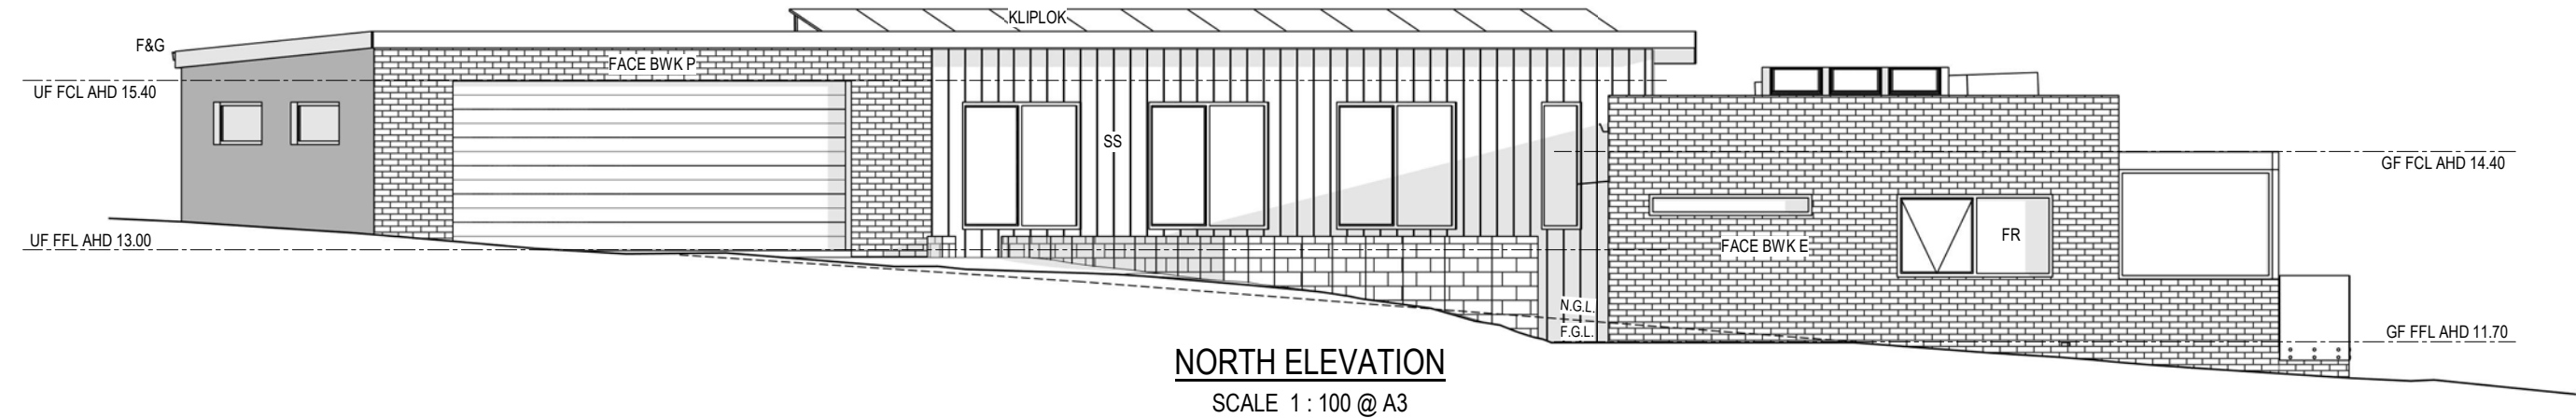 KLIPLOK
F&G
FACE BWK P
UF FCL AHD 15.40
SS
GF FCL AHD 14.40
FR
UF FFL AHD 13.00
FACE BWK E
N.G.L.
F.G.L.
GF FFL AHD 11.70
NORTH ELEVATION
SCALE 1 : 100 @ A3